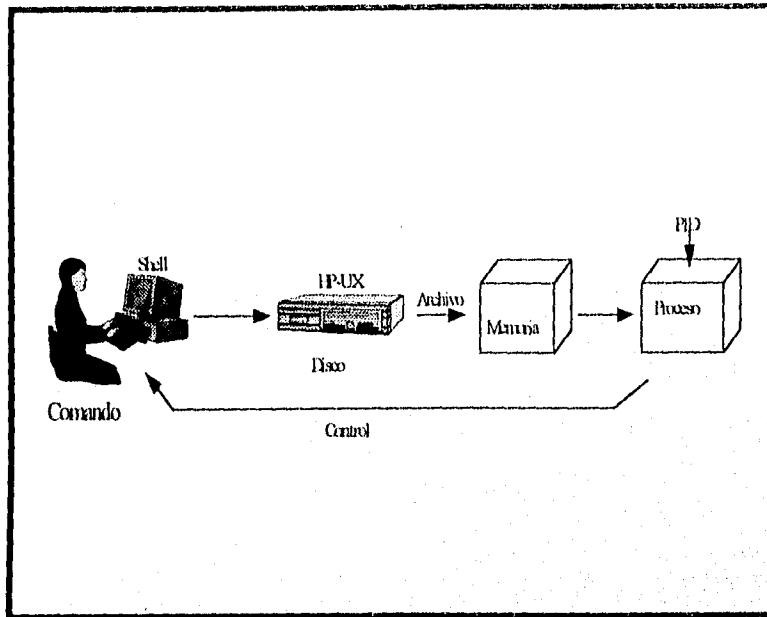 PID
Shell
HP-UX
Archivo
Memoria
Proceso
Disco
Comando
Control